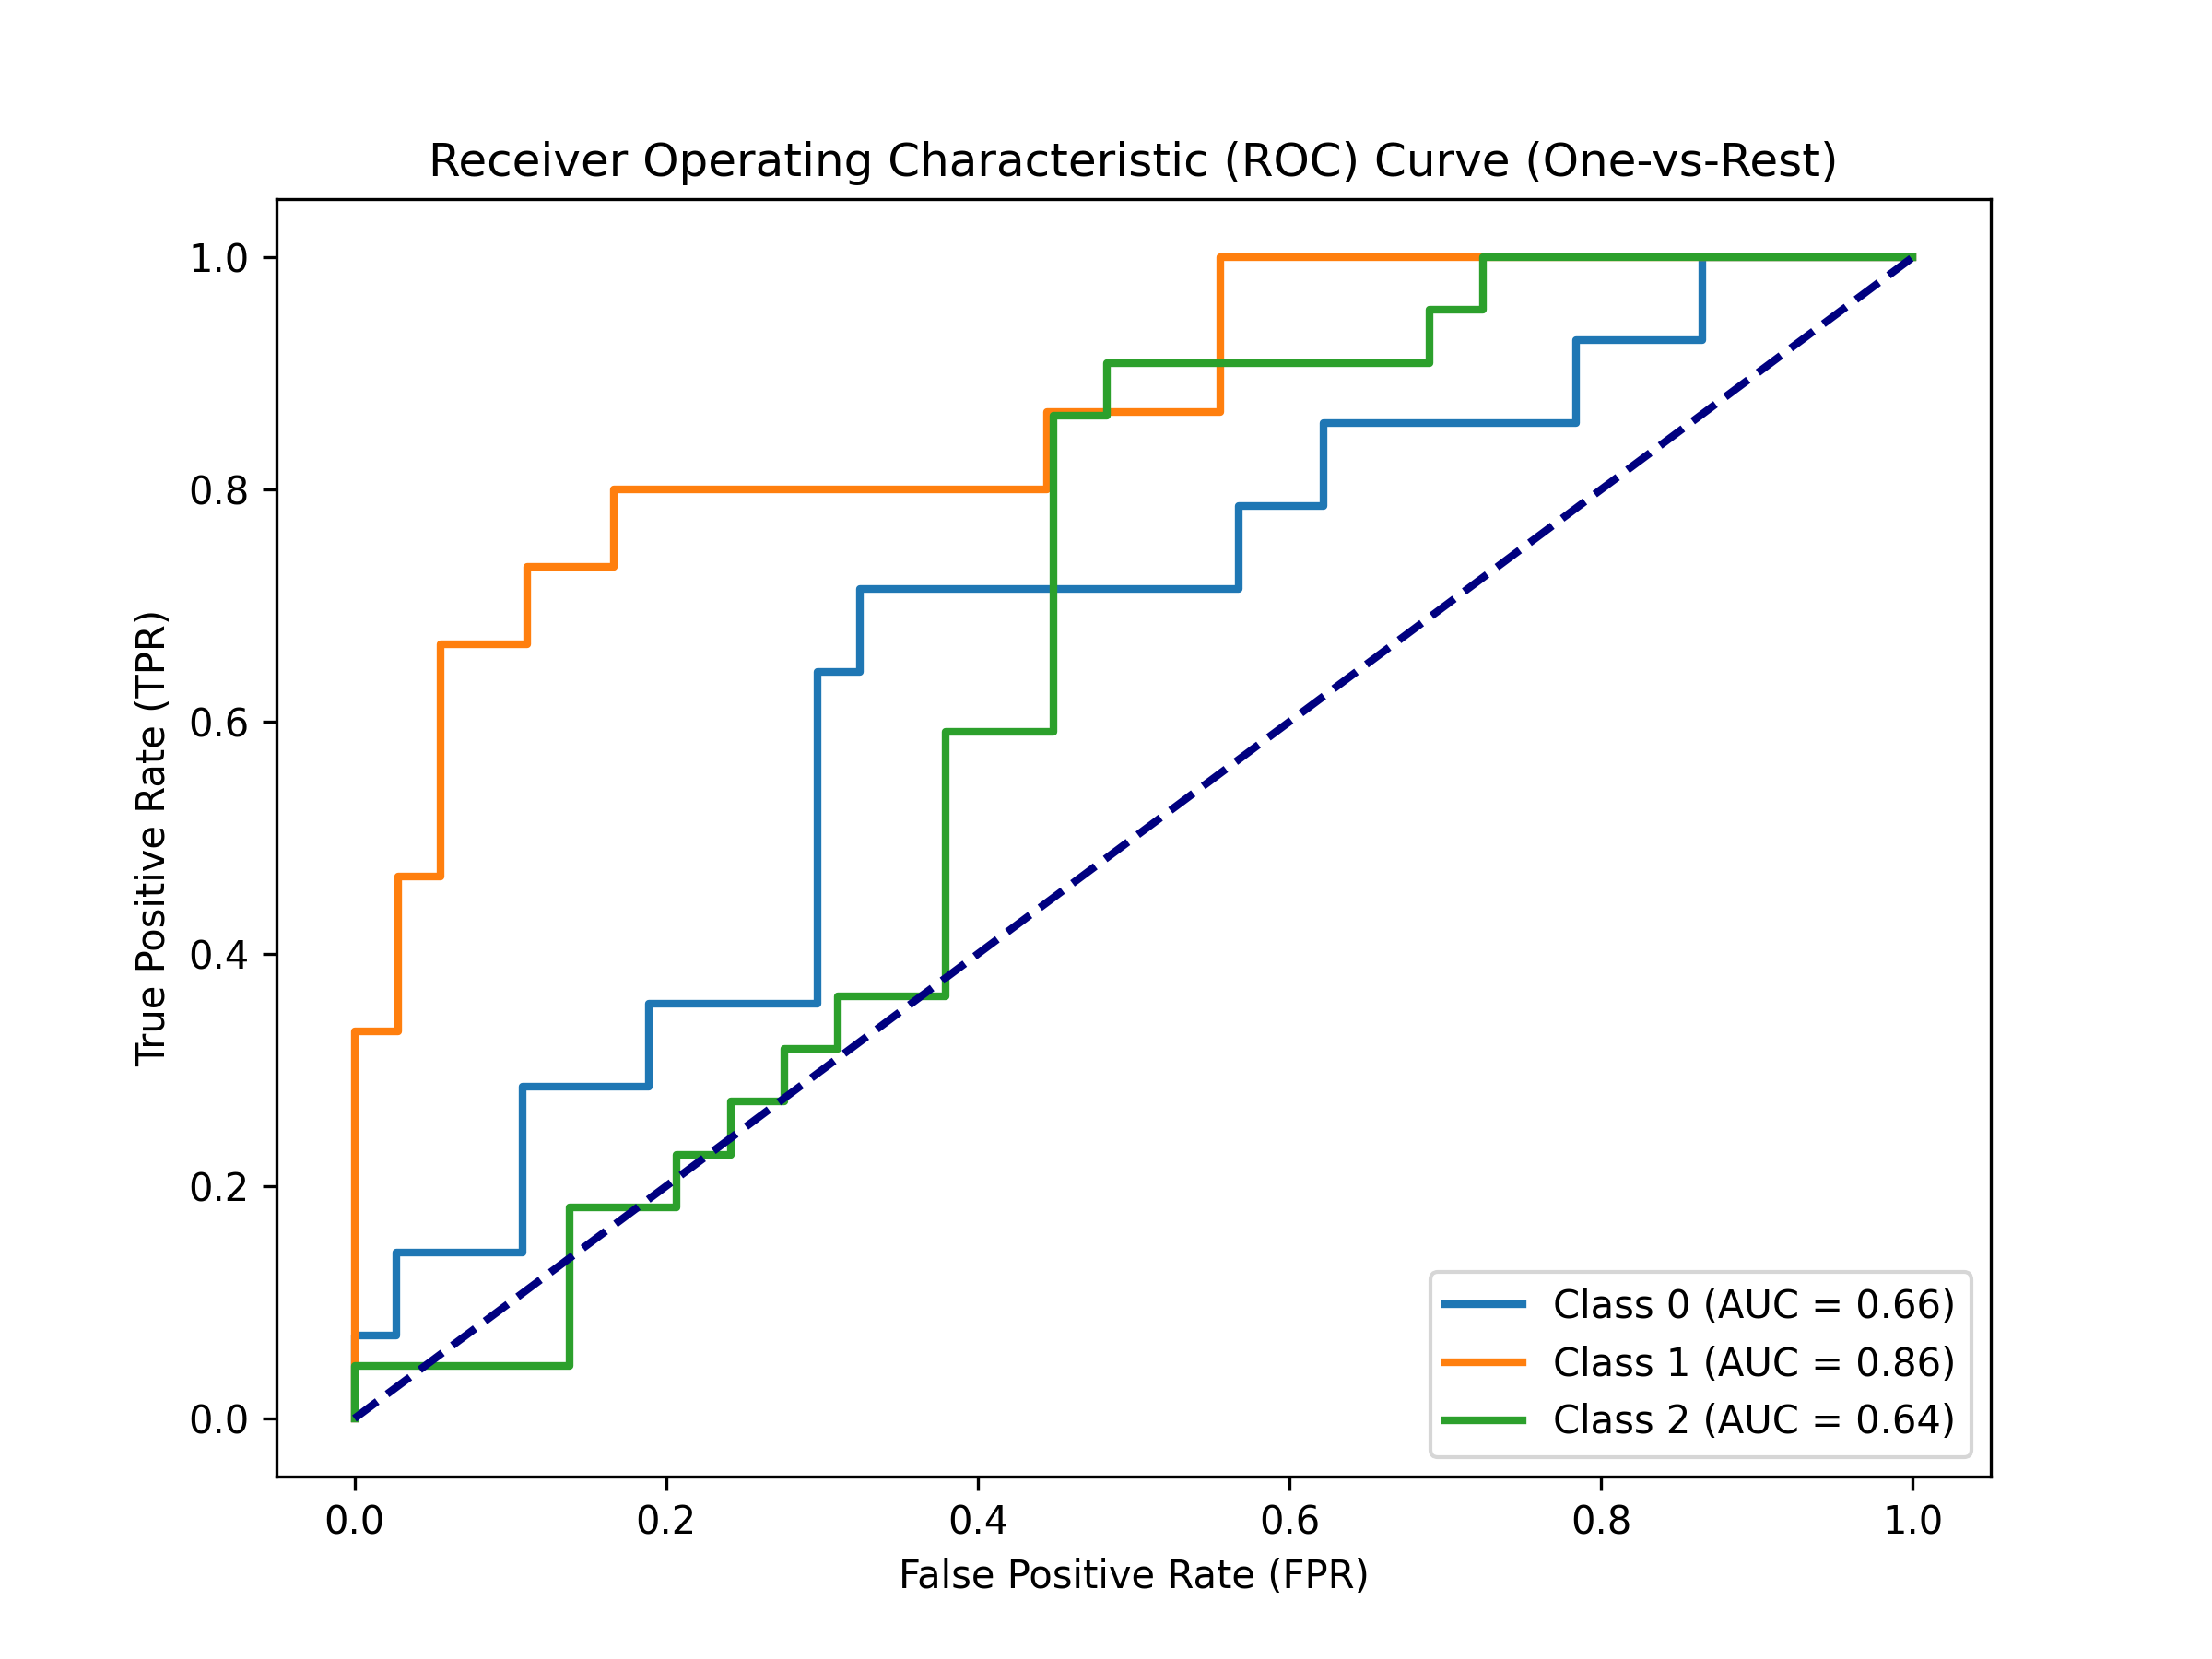 Receiver Operating Characteristic (ROC) Curve (One-vs-Rest)
True Positive Rate (TPR)
1.0
0.8
0.6
0.4
0.2
0.0
Class 0 (AUC = 0.66)
Class 1 (AUC = 0.86)
Class 2 (AUC = 0.64)
0.0 0.2 0.4 0.6 0.8 1.0
False Positive Rate (FPR)